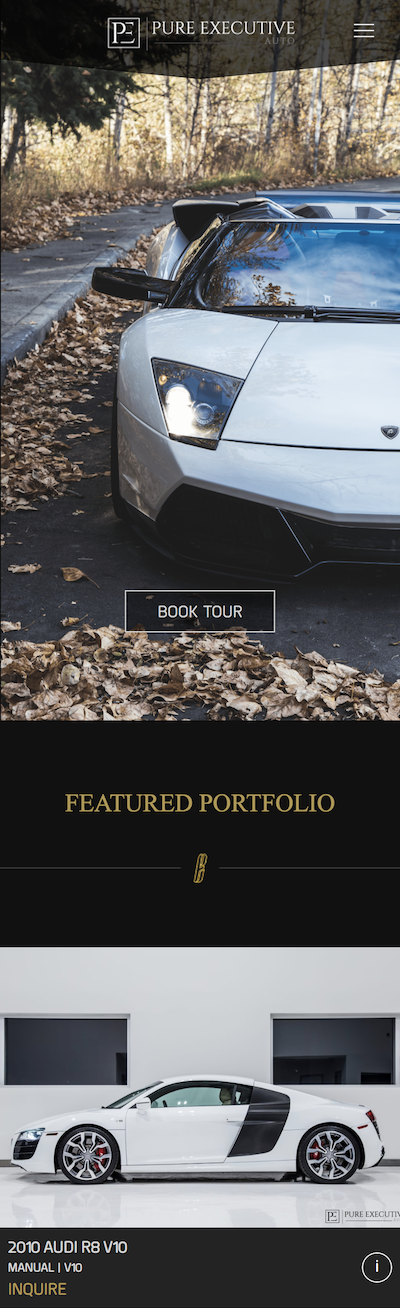 PE PURE EXECUTIVE
AUTO
BOOK TOUR
FEATURED PORTFOLIO
PE PURE EXECUTIV
2010 AUDI R8 V10
MANUAL | V10
i
INQUIRE